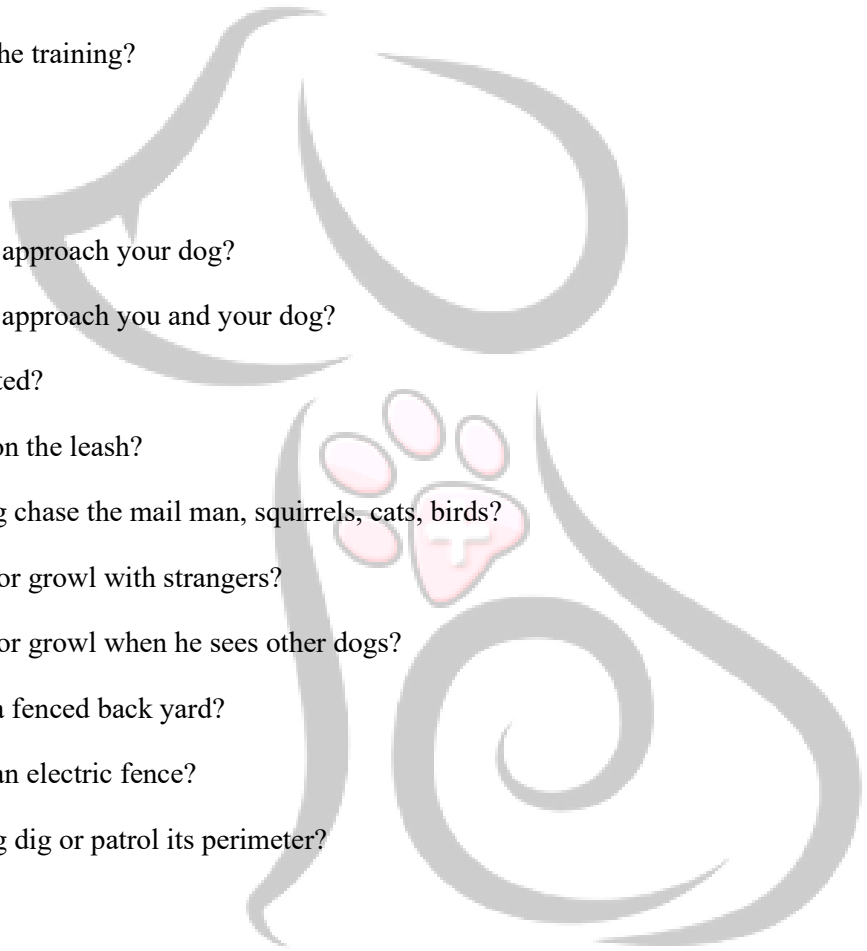 he training?
approach your dog?
approach you and your dog?
ted?
on the leash?
g chase the mail man, squirrels, cats, birds?
or growl with strangers?
or growl when he sees other dogs?
a fenced back yard?
an electric fence?
g dig or patrol its perimeter?